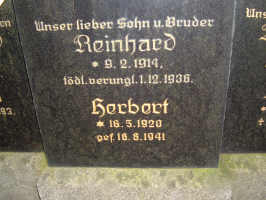 Unser lieber Sohn u. Bruder
Reinhard
* 9. 2. 1914,
tödl. verungl. 1. 12. 1936.
Herbert
* 16. 3. 1920
gef. 16. 8. 1941